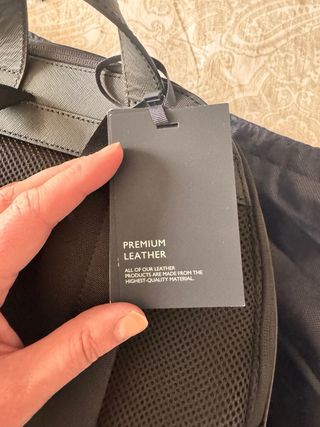 PREMIUM
LEATHER
ALL OF OUR LEATHER
PRODUCTS ARE MADE FROM THE
HIGHEST-QUALITY MATERIAL.